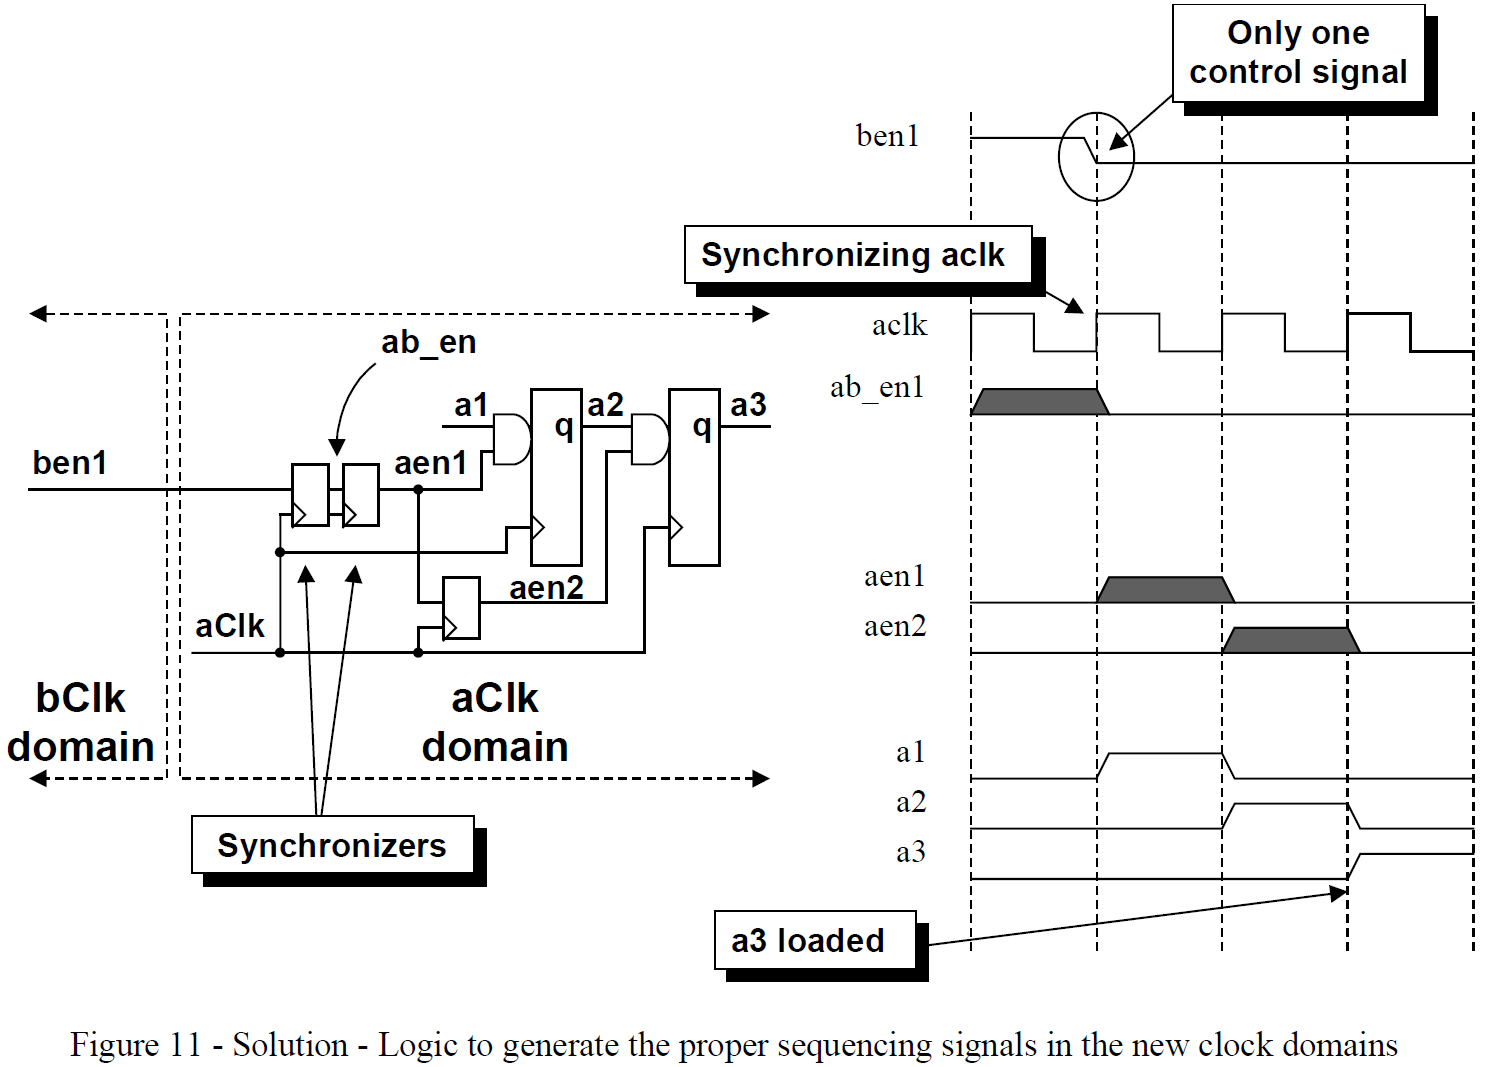 Only one
control signal
ben1
Synchronizing aclk
aclk
ab_en
ab_en1
a1
q
a2
q
a3
ben1
aen1
aen1
aen2
aen2
aClk
bClk
domain
aClk
domain
a1
a2
a3
Synchronizers
a3 loaded
Figure 11 - Solution - Logic to generate the proper sequencing signals in the new clock domains